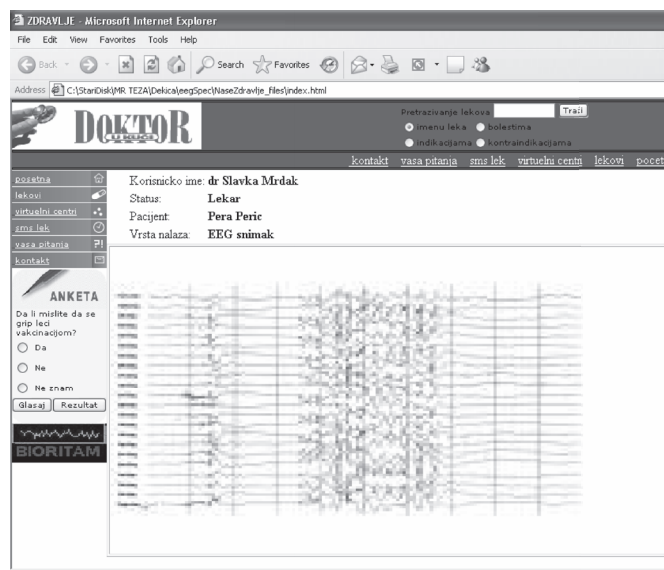 ZDRAVLJE - Microsoft Internet Explorer
File Edit View Favorites Tools Help
Back Search Favorites
Address C:\StariDisk\MR TEZA\Dekica\eegSpec\NaseZdravlje_files\index.html
DOKTOR
U KUCI
Pretrazivanje lekova Trazi
imenu leka bolestima
indikacijama kontraindikacijama
kontakt vasa pitanja sms lek virtuelni centri lekovi pocet
posetna
lekovi
virtuelni centri
sms lek
vasa pitanja ?!
kontakt
Korisnicko ime: dr Slavka Mrdak
Status: Lekar
Pacijent: Pera Peric
Vrsta nalaza: EEG snimak
ANKETA
Da li mislite da se
grip leci
vakcinacijom?
Da
Ne
Ne znam
Glasaj Rezultat
BIORITAM